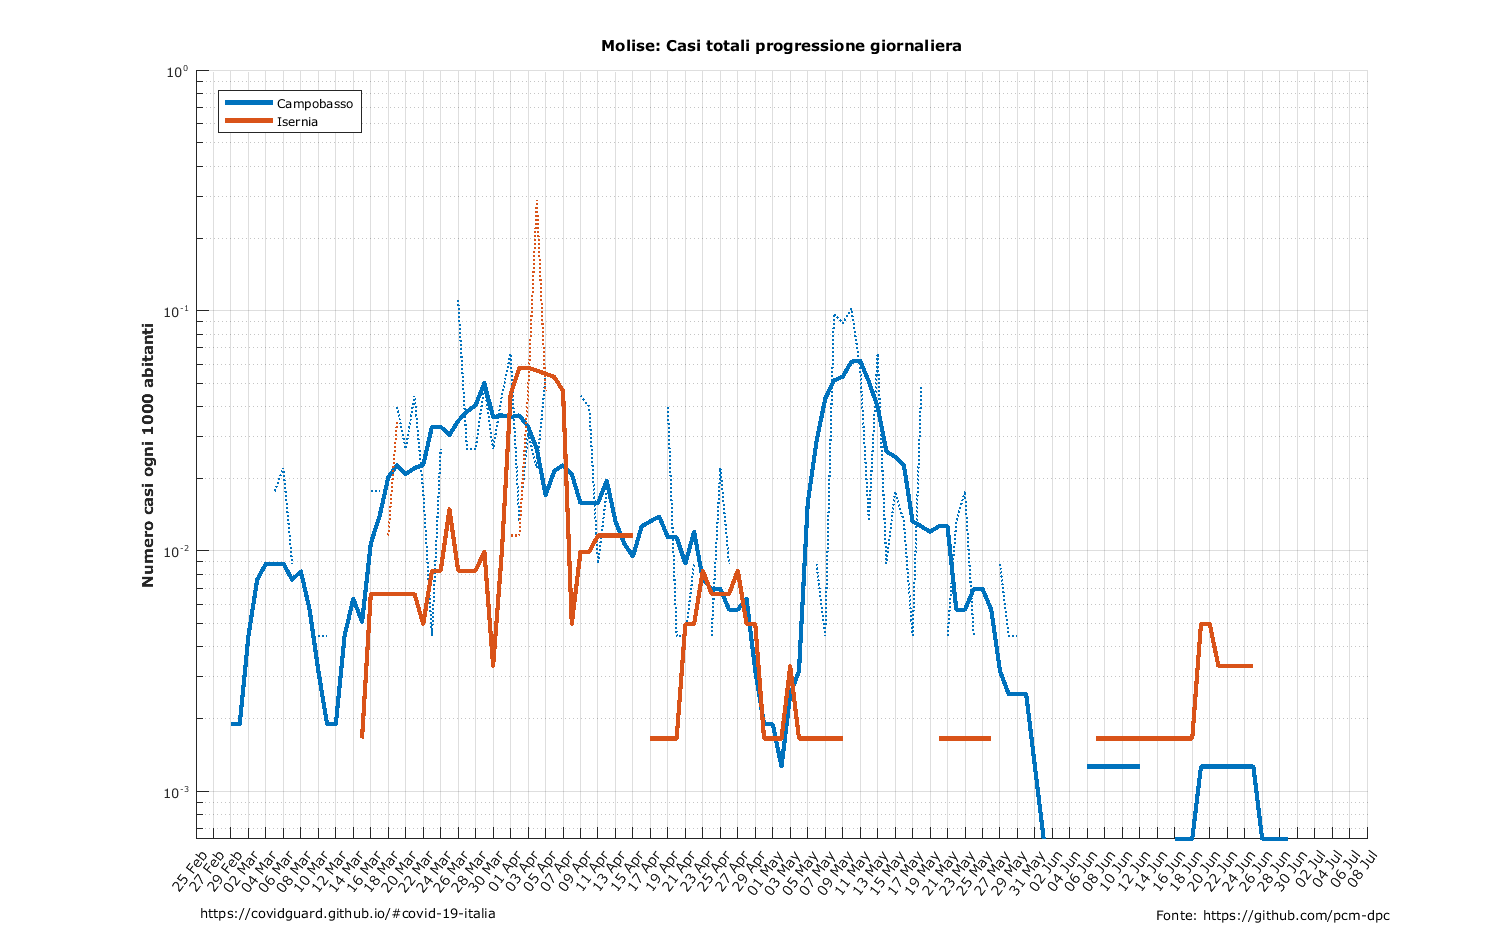 Molise: Casi totali progressione giornaliera
10^0
Campobasso
Isernia
10^-1
10^-2
10^-3
Numero casi ogni 1000 abitanti
25 Feb
27 Feb
29 Feb
02 Mar
04 Mar
06 Mar
08 Mar
10 Mar
12 Mar
14 Mar
16 Mar
18 Mar
20 Mar
22 Mar
24 Mar
26 Mar
28 Mar
30 Mar
01 Apr
03 Apr
05 Apr
07 Apr
09 Apr
11 Apr
13 Apr
15 Apr
17 Apr
19 Apr
21 Apr
23 Apr
25 Apr
27 Apr
29 Apr
01 May
03 May
05 May
07 May
09 May
11 May
13 May
15 May
17 May
19 May
21 May
23 May
25 May
27 May
29 May
31 May
02 Jun
04 Jun
06 Jun
08 Jun
10 Jun
12 Jun
14 Jun
16 Jun
18 Jun
20 Jun
22 Jun
24 Jun
26 Jun
28 Jun
30 Jun
02 Jul
04 Jul
06 Jul
08 Jul
https://covidguard.github.io/#covid-19-italia
Fonte: https://github.com/pcm-dpc